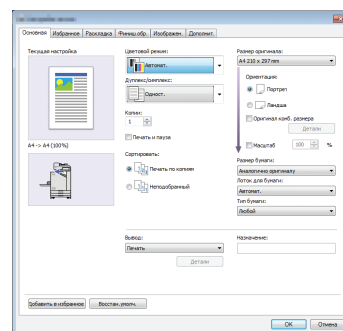 Основная Избранное Раскладка Финиш.обр. Изображен. Дополнит.
Текущая настройка
A4 -> A4 (100%)
Цветовой режим:
Автомат.
Дуплекс/симплекс:
Одност.
Копии:
1
Печать и пауза
Сортировать:
Печать по копиям
Неподобранный
Вывод:
Печать
Детали
Размер оригинала:
A4 210 x 297 mm
Ориентация:
Портрет
Ландша
Оригинал комб. размера
Детали
Масштаб 100 %
Размер бумаги:
Аналогично оригиналу
Лоток для бумаги:
Автомат.
Тип бумаги:
Любой
Назначение:
Добавить в избранное Восстан.умолч.
OK Отмена